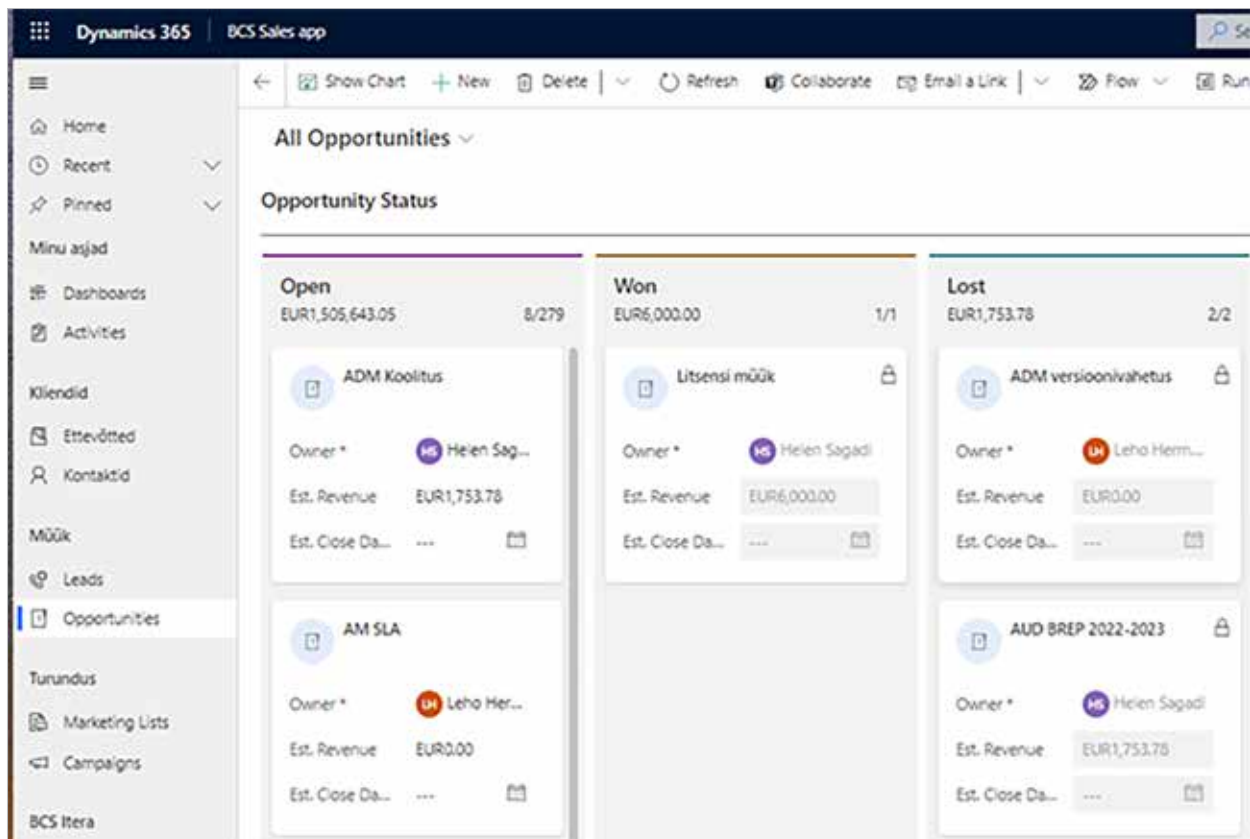 Dynamics 365 BCS Sales app
Show Chart New Delete Refresh Collaborate Email a Link Flow Run
Home
Recent
Pinned
Minu asjad
Dashboards
Activities
Kliendid
Ettevõtted
Kontaktid
Müük
Leads
Opportunities
Turundus
Marketing Lists
Campaigns
BCS Itera
All Opportunities
Opportunity Status
Open
EUR1,505,643.05 8/279
ADM Koolitus
Owner * HS Helen Sag...
Est. Revenue EUR1,753.78
Est. Close Da... ---
AM SLA
Owner * LH Leho Her...
Est. Revenue EUR0.00
Est. Close Da... ---
Won
EUR6,000.00 1/1
Litsensi müük
Owner * HS Helen Sagadi
Est. Revenue EUR6,000.00
Est. Close Da... ---
Lost
EUR1,753.78 2/2
ADM versioonivahetus
Owner * LH Leho Herm...
Est. Revenue EUR0.00
Est. Close Da... ---
AUD BREP 2022-2023
Owner * HS Helen Sagadi
Est. Revenue EUR1,753.78
Est. Close Da... ---